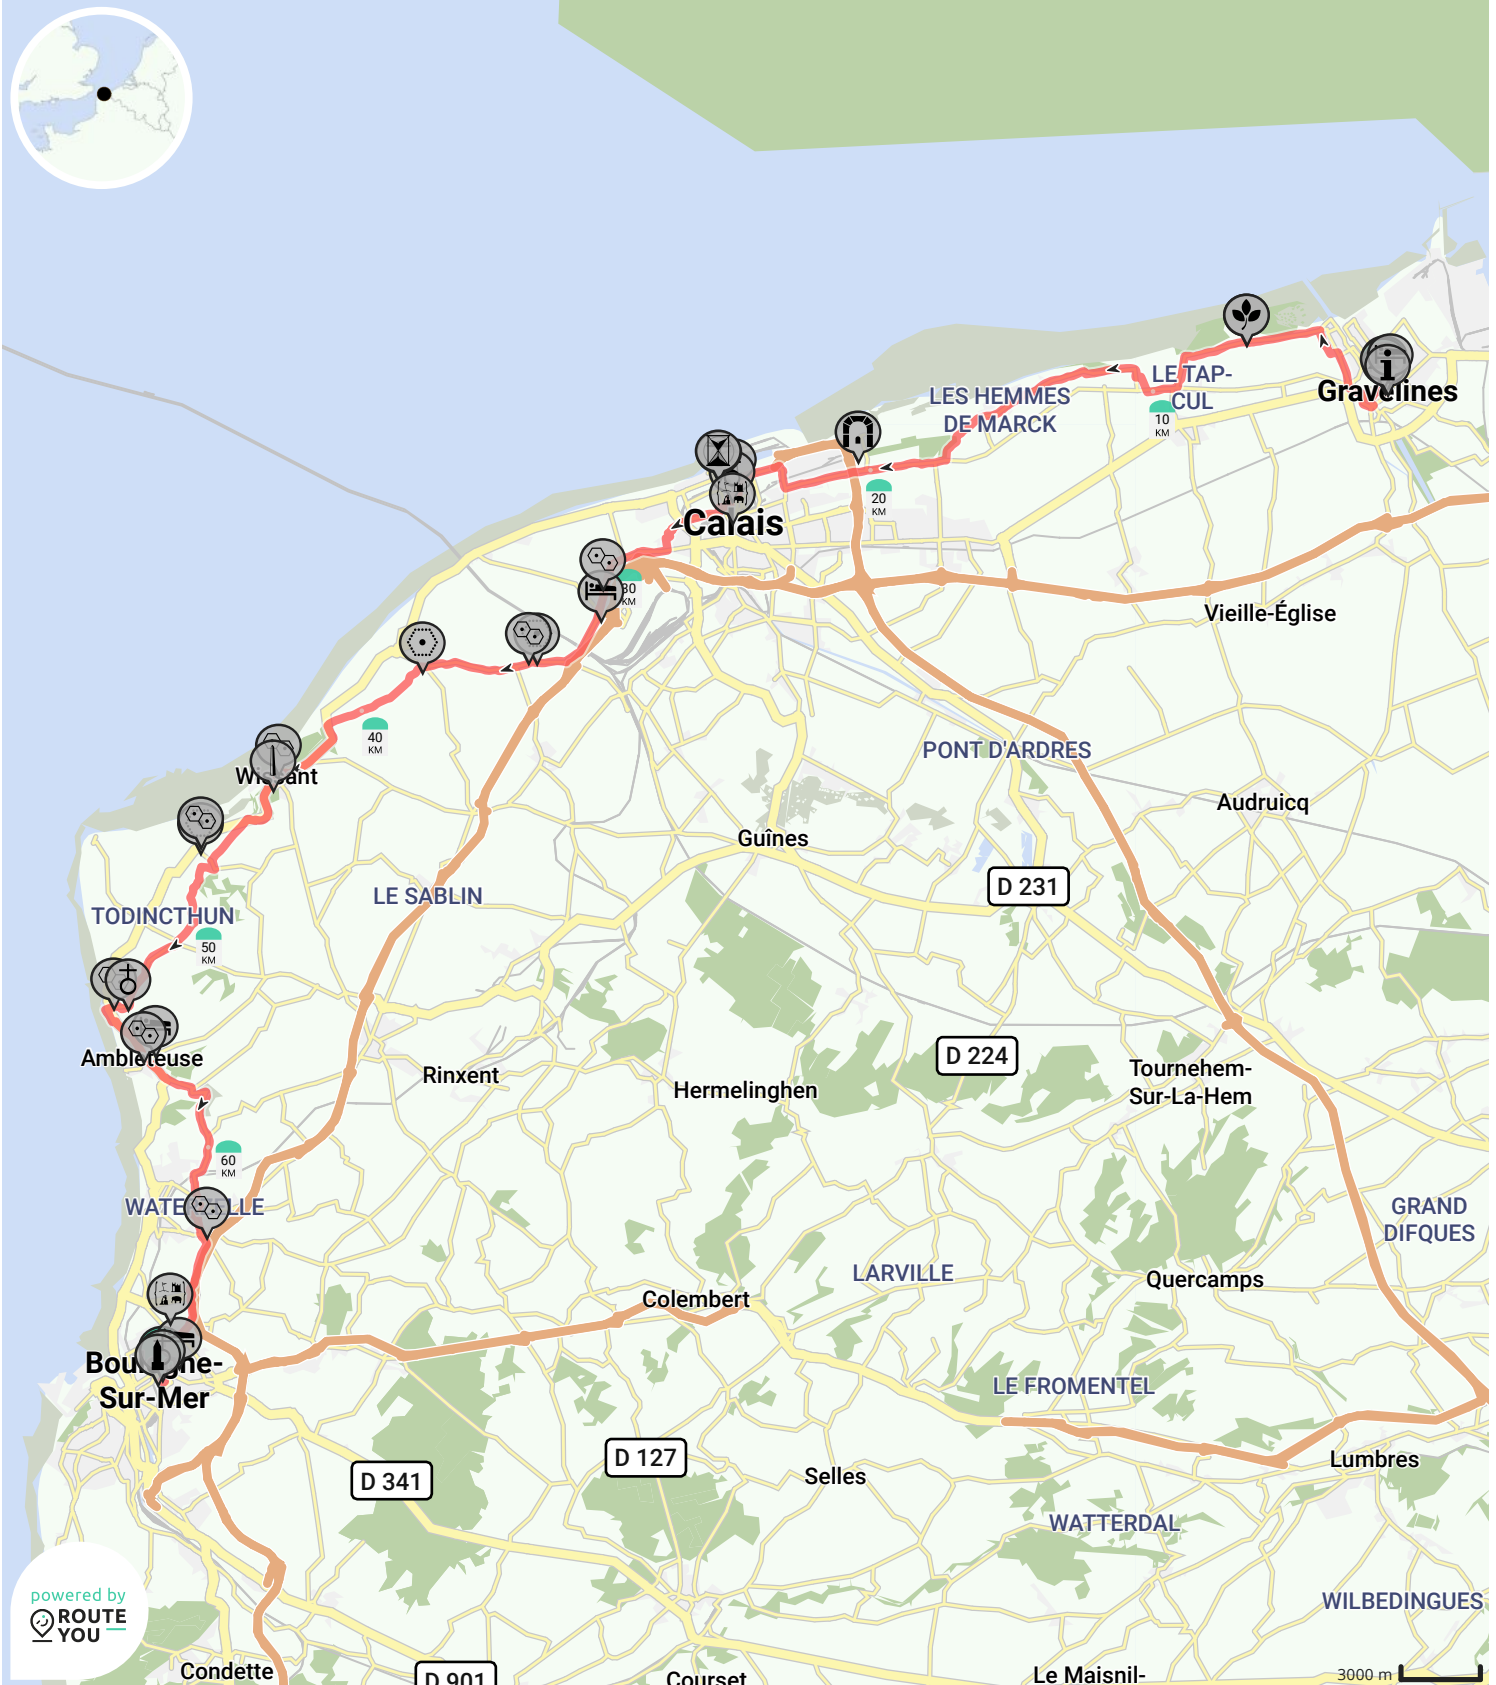 LE TAP-
CUL
Gravelines
LES HEMMES
DE MARCK
10
KM
20
KM
Calais
30
KM
Vieille-Église
40
KM
PONT D'ARDRES
Wissant
Audruicq
Guînes
D 231
LE SABLIN
TODINCTHUN
50
KM
Ambleteuse
D 224
Rinxent
Hermelinghen
Tournehem-
Sur-La-Hem
60
KM
GRAND
DIFQUES
LARVILLE
Quercamps
Colembert
Boulogne-
Sur-Mer
LE FROMENTEL
D 127
D 341
Selles
Lumbres
WATTERDAL
powered by
ROUTE
YOU
WILBEDINGUES
Condette
D 901
Courset
Le Maisnil-
3000 m